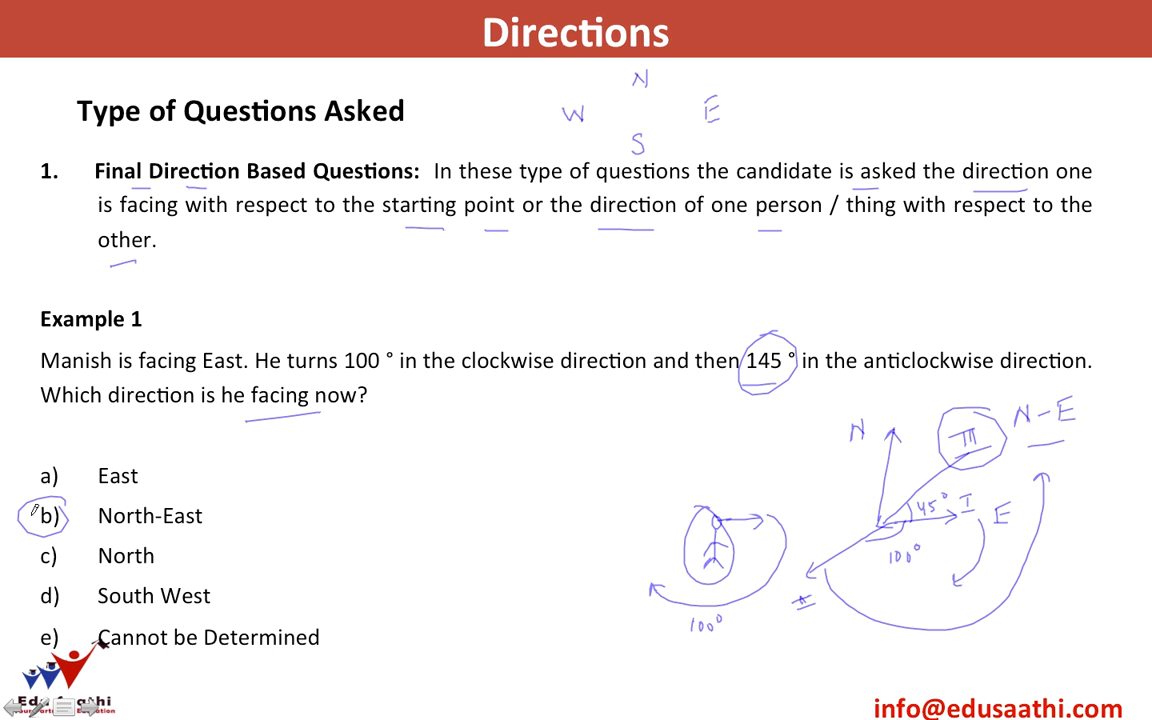 Directions
N
Type of Questions Asked
W E
S
1. Final Direction Based Questions: In these type of questions the candidate is asked the direction one
is facing with respect to the starting point or the direction of one person / thing with respect to the
other.
Example 1
Manish is facing East. He turns 100 ° in the clockwise direction and then 145 ° in the anticlockwise direction.
Which direction is he facing now?
N III N-E
a) East
b) North-East
45° I E
c) North
100°
d) South West
II
100°
e) Cannot be Determined
info@edusaathi.com